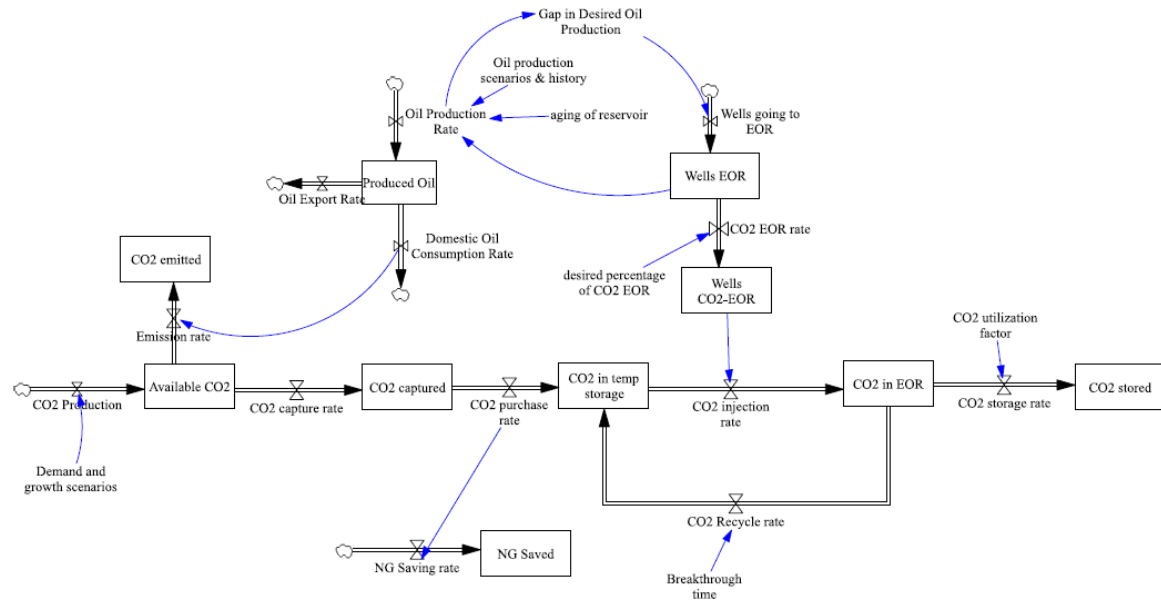 Gap in Desired Oil
Production
Oil production
scenarios & history
Oil Production
Rate
aging of reservoir
Wells going to
EOR
Produced Oil
Oil Export Rate
Wells EOR
CO2 EOR rate
Domestic Oil
Consumption Rate
CO2 emitted
desired percentage
of CO2 EOR
Wells
CO2-EOR
Emission rate
CO2 utilization
factor
Available CO2
CO2 captured
CO2 in temp
storage
CO2 in EOR
CO2 stored
CO2 Production
CO2 capture rate
CO2 purchase
rate
CO2 injection
rate
CO2 storage rate
Demand and
growth scenarios
CO2 Recycle rate
NG Saved
NG Saving rate
Breakthrough
time